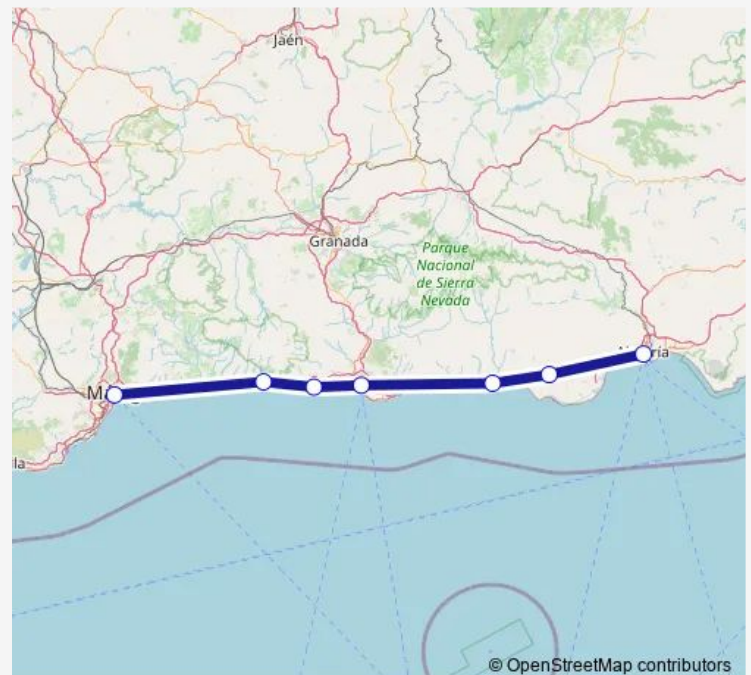 Jaén
Granada
Parque
Nacional
de Sierra
Nevada
© OpenStreetMap contributors